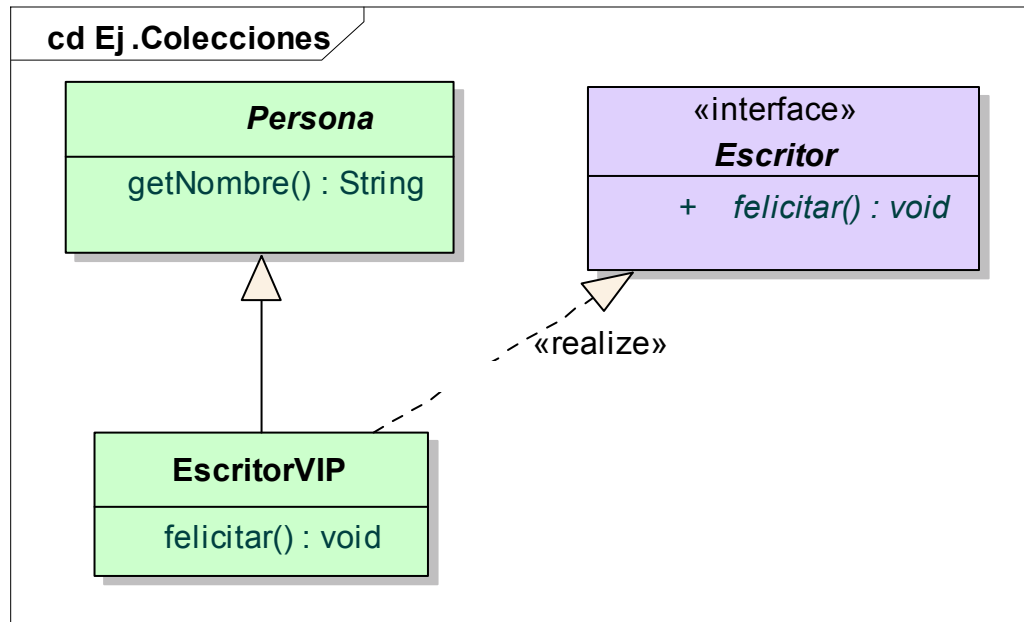 cd Ej.Colecciones
Persona
getNombre() : String
«interface»
Escritor
+ felicitar() : void
«realize»
EscritorVIP
felicitar() : void